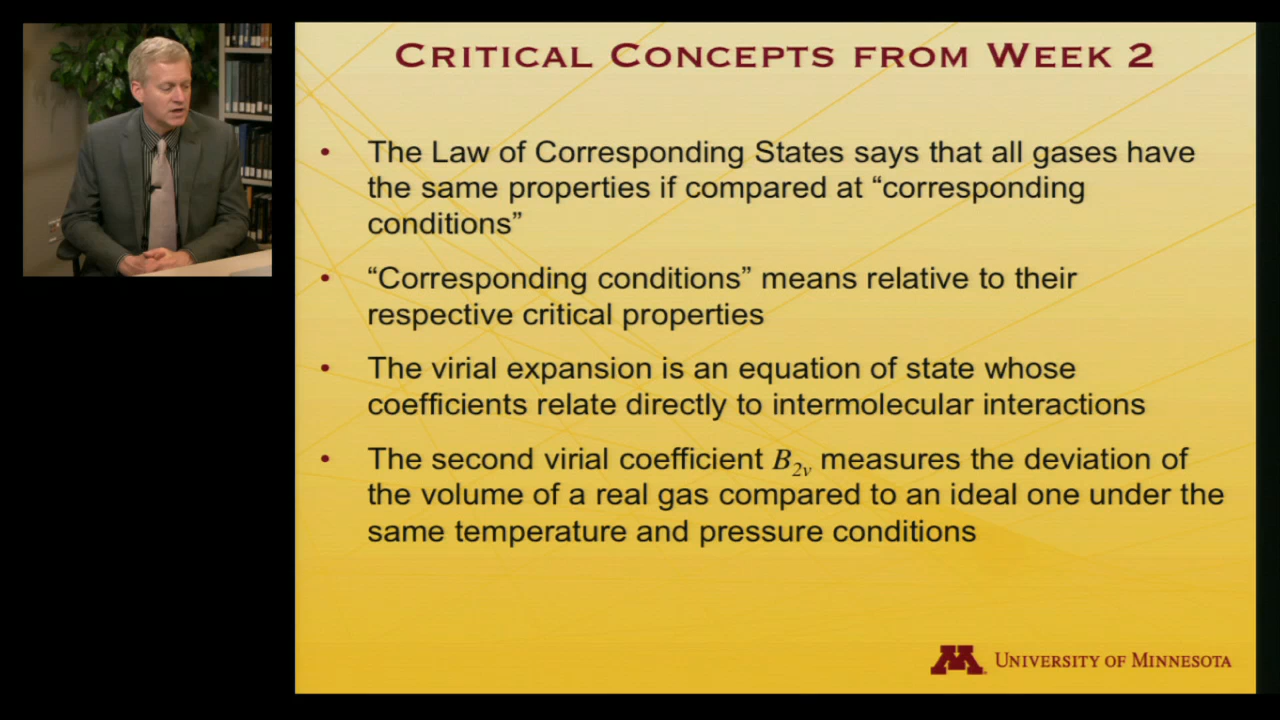 CRITICAL CONCEPTS FROM WEEK 2
• The Law of Corresponding States says that all gases have
the same properties if compared at “corresponding
conditions”
• “Corresponding conditions” means relative to their
respective critical properties
• The virial expansion is an equation of state whose
coefficients relate directly to intermolecular interactions
• The second virial coefficient B2v measures the deviation of
the volume of a real gas compared to an ideal one under the
same temperature and pressure conditions
M UNIVERSITY OF MINNESOTA